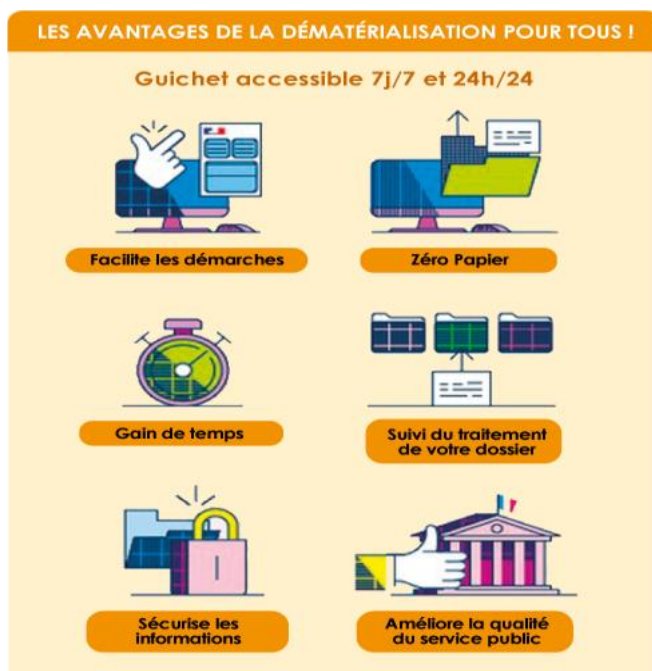 LES AVANTAGES DE LA DÉMATÉRIALISATION POUR TOUS !
Guichet accessible 7j/7 et 24h/24
Facilite les démarches
Zéro Papier
Gain de temps
Suivi du traitement
de votre dossier
Sécurise les
informations
Améliore la qualité
du service public